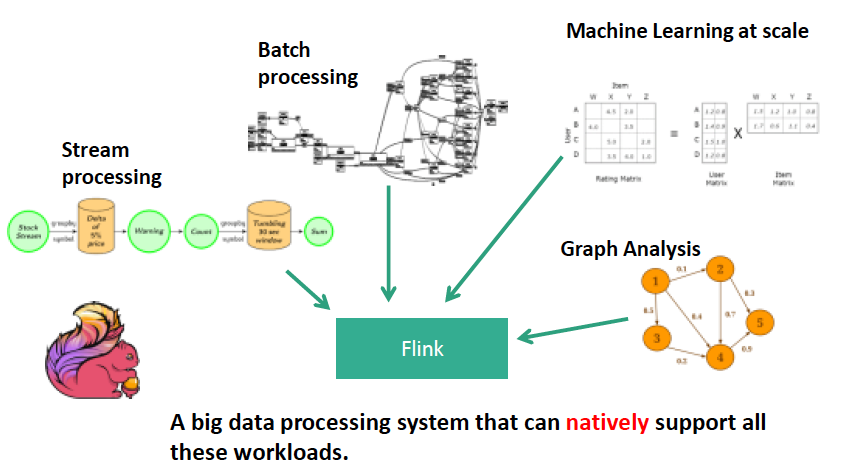 Machine Learning at scale
Batch
processing
Stream
processing
Stock
Stream
groupby
symbol
Delta
of
5%
price
Warning
Count
groupby
symbol
Tumbling
30 sec
window
Sum
Item
W X Y Z
User
A 4.5 2.0
B 4.0 3.5
C 5.0 2.0
D 3.5 4.0 1.0
Rating Matrix
=
A 1.2 0.8
B 1.4 0.9
C 1.5 1.0
D 1.2 0.8
User
Matrix
X
W X Y Z
1.5 1.2 1.0 0.8
1.7 0.6 1.1 0.4
Item
Matrix
Graph Analysis
1
2
3
4
5
0.1
0.3
0.5
0.4
0.7
0.2
0.9
Flink
A big data processing system that can natively support all
these workloads.